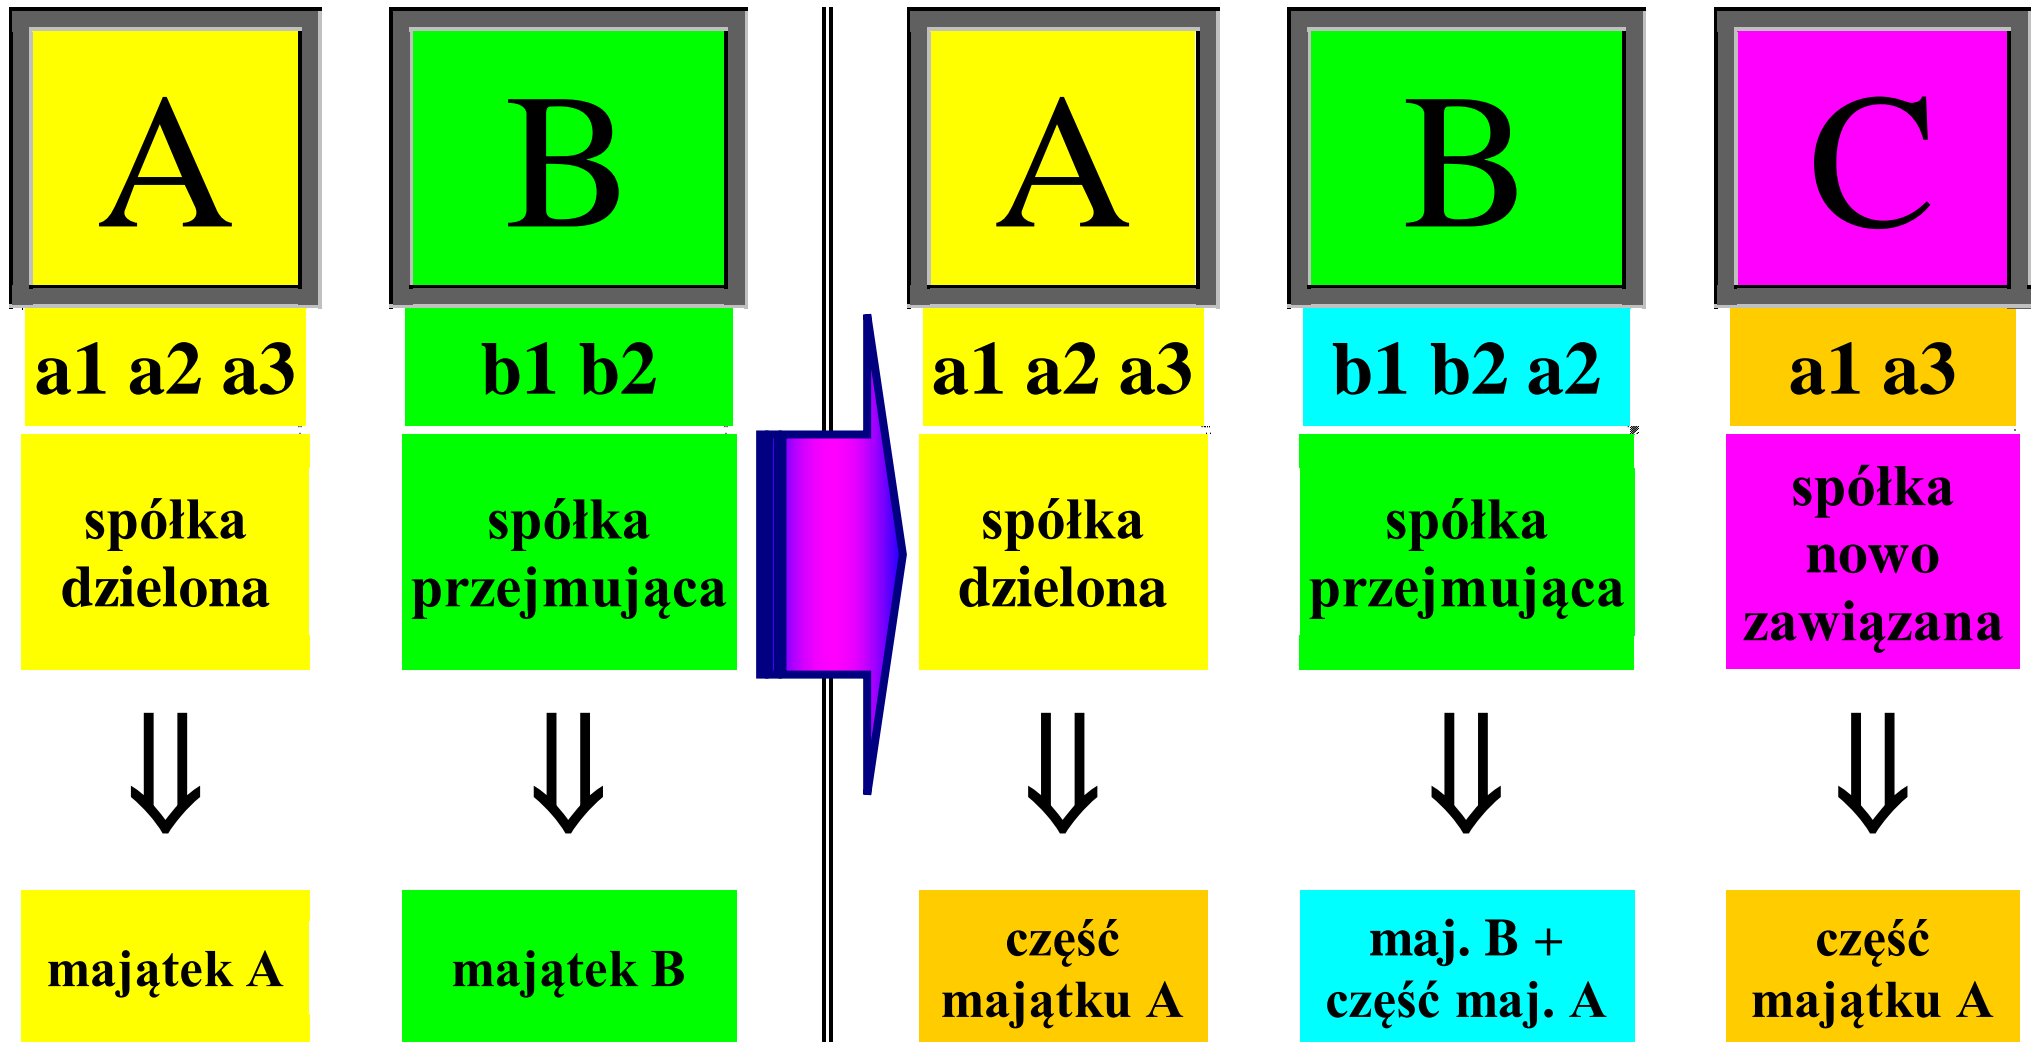 A
B
A
B
C
a1 a2 a3
b1 b2
a1 a2 a3
b1 b2 a2
a1 a3
spółka
dzielona
spółka
przejmująca
spółka
dzielona
spółka
przejmująca
spółka
nowo
zawiązana
majątek A
majątek B
część
majątku A
maj. B +
część maj. A
część
majątku A